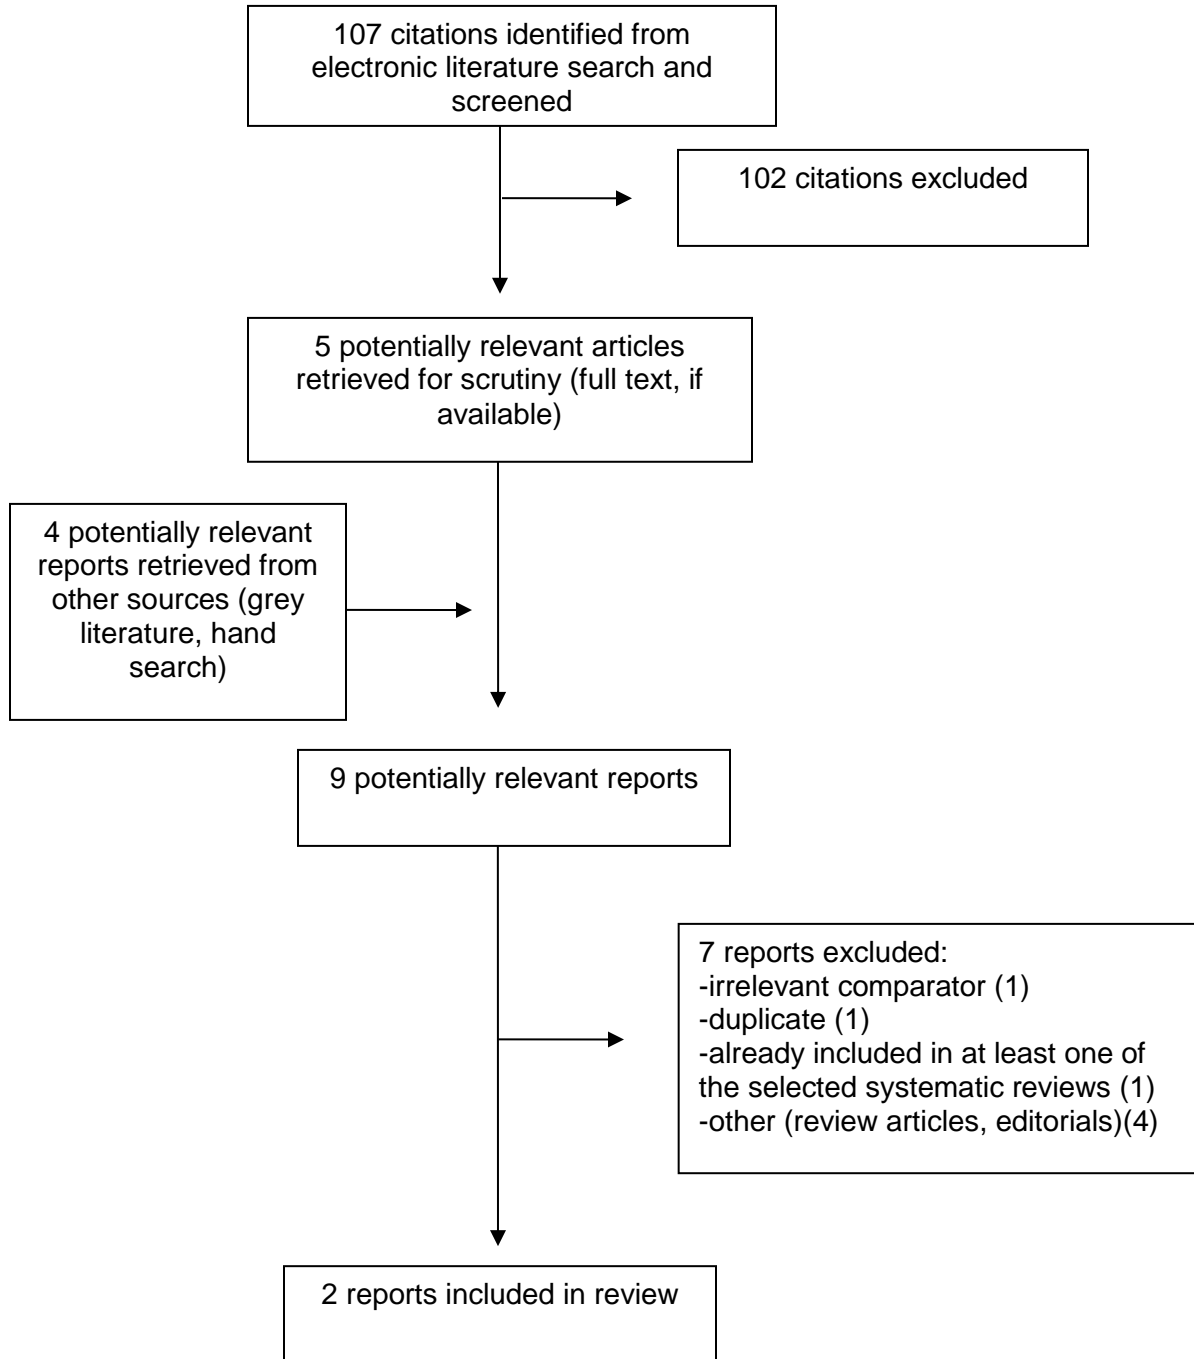 107 citations identified from
electronic literature search and
screened
102 citations excluded
5 potentially relevant articles
retrieved for scrutiny (full text, if
available)
4 potentially relevant
reports retrieved from
other sources (grey
literature, hand
search)
9 potentially relevant reports
7 reports excluded:
-irrelevant comparator (1)
-duplicate (1)
-already included in at least one of
the selected systematic reviews (1)
-other (review articles, editorials)(4)
2 reports included in review